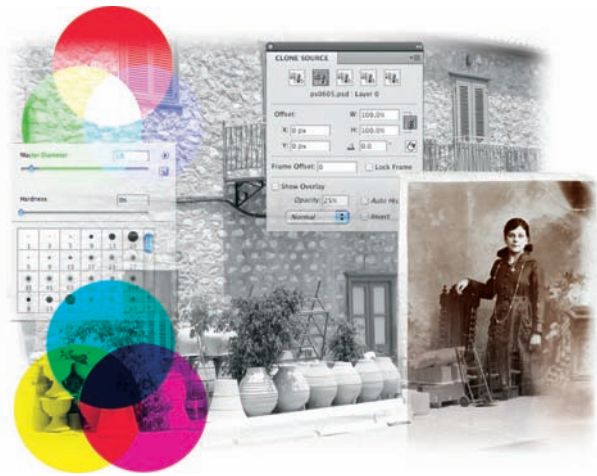 CLONE SOURCE
ps0605.psd : Layer 0
Offset: W: 100.0%
X: 0 px H: 100.0%
Y: 0 px 0.0 °
Frame Offset: 0 Lock Frame
Show Overlay
Opacity: 25% Auto Hide
Normal Invert
Master Diameter
Hardness 0%